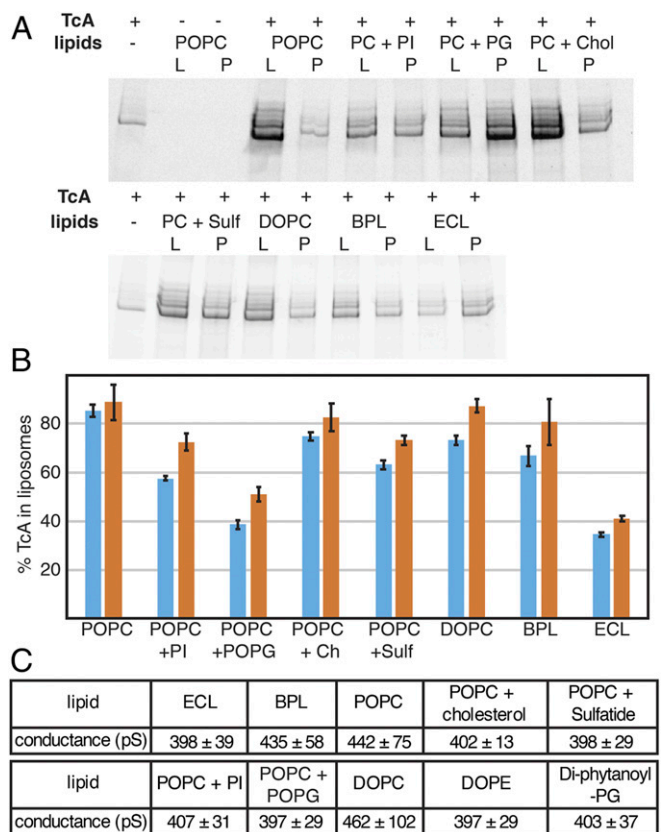 A
TcA + - - + + + + + + + +
lipids - POPC POPC PC + PI PC + PG PC + Chol
L P L P L P L P L P
TcA + + + + + + + + +
lipids - PC + Sulf DOPC BPL ECL
L P L P L P L P
B
% TcA in liposomes
80
60
40
20
POPC POPC POPC POPC POPC DOPC BPL ECL
+PI +POPG + Ch +Sulf
C
lipid ECL BPL POPC POPC + cholesterol POPC + Sulfatide
conductance (pS) 398 ± 39 435 ± 58 442 ± 75 402 ± 13 398 ± 29
lipid POPC + PI POPC + POPG DOPC DOPE Di-phytanoyl -PG
conductance (pS) 407 ± 31 397 ± 29 462 ± 102 397 ± 29 403 ± 37